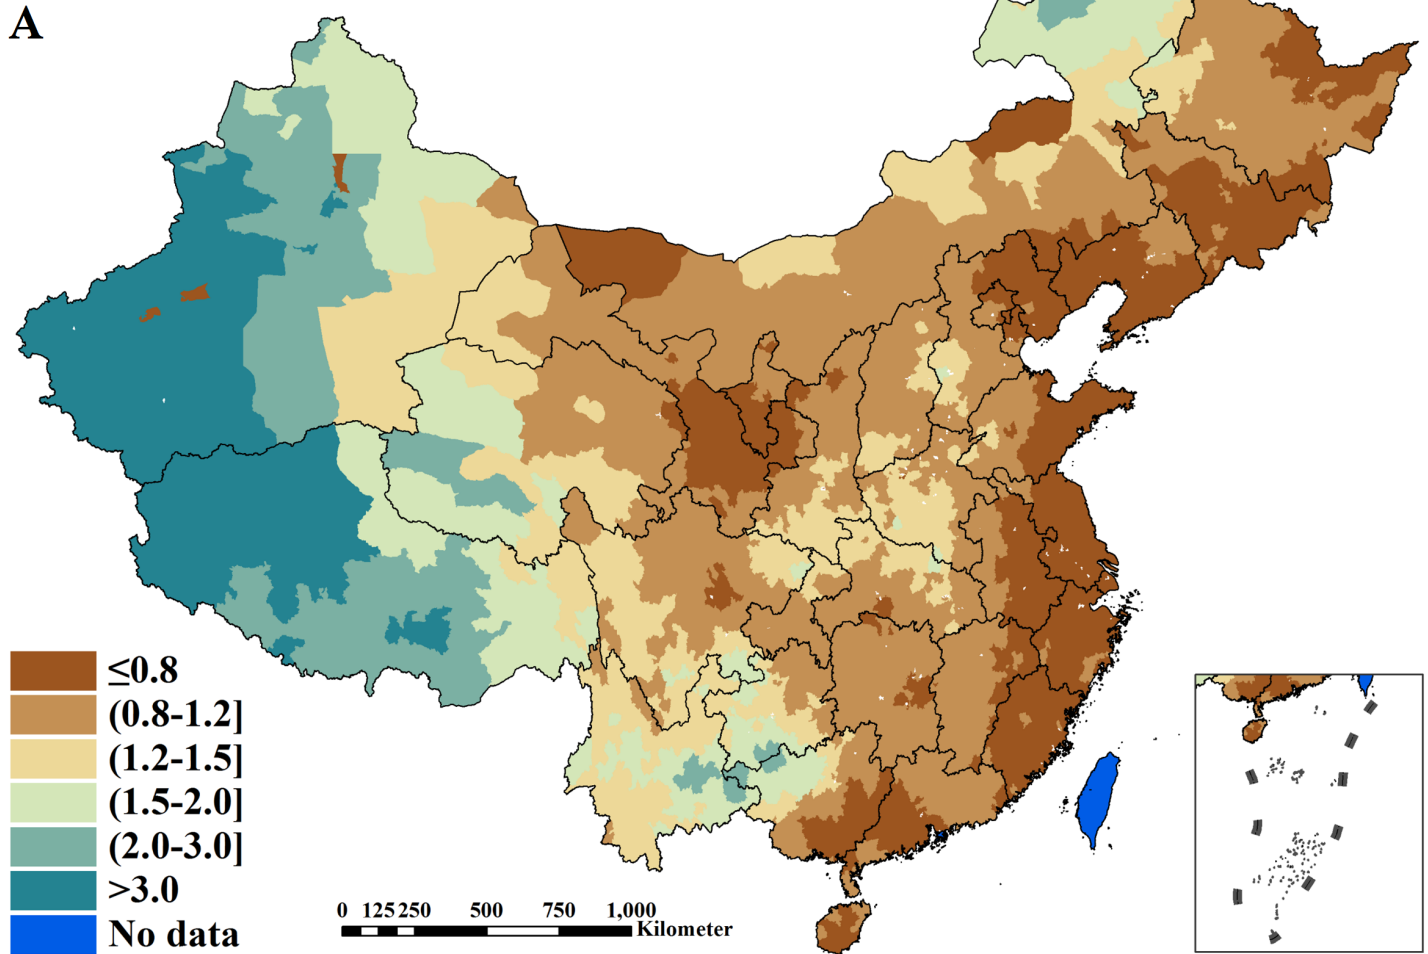 A
≤0.8
(0.8-1.2]
(1.2-1.5]
(1.5-2.0]
(2.0-3.0]
>3.0
No data
0 125 250 500 750 1,000
Kilometer